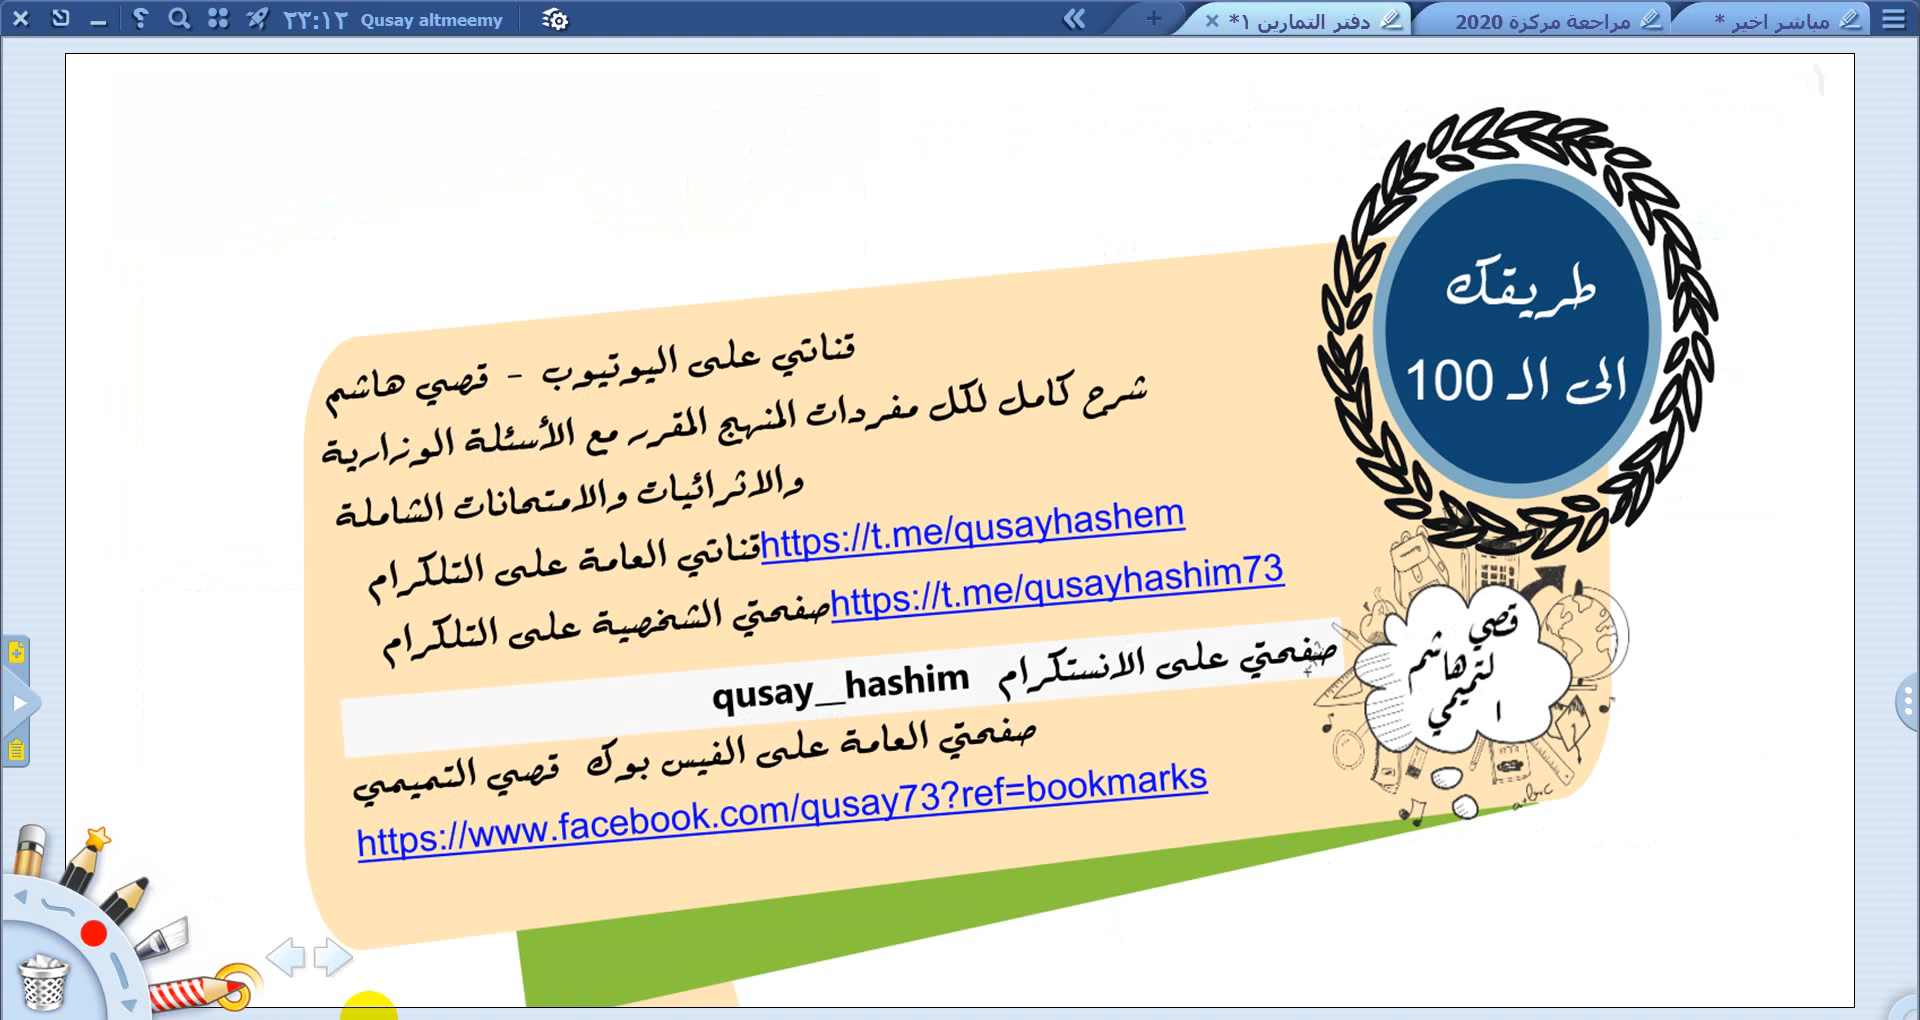 ٢٣:١٢ Qusay altmeemy
دفتر التمارين ١*
مراجعة مركزة 2020
مباشر اخير *
طريقك
الى الـ 100
قناتي على اليوتيوب - قصي هاشم
شرح كامل لكل مفردات المنهج المقرر مع الأسئلة الوزارية
والاثرائيات والامتحانات الشاملة
قناتي العامة على التلكرام https://t.me/qusayhashem
صفحتي الشخصية على التلكرام https://t.me/qusayhashim73
صفحتي على الانستكرام qusay__hashim
صفحتي العامة على الفيس بوك قصي التميمي
https://www.facebook.com/qusay73?ref=bookmarks
قصي
هاشم
لتميمي
ا
a+b=c